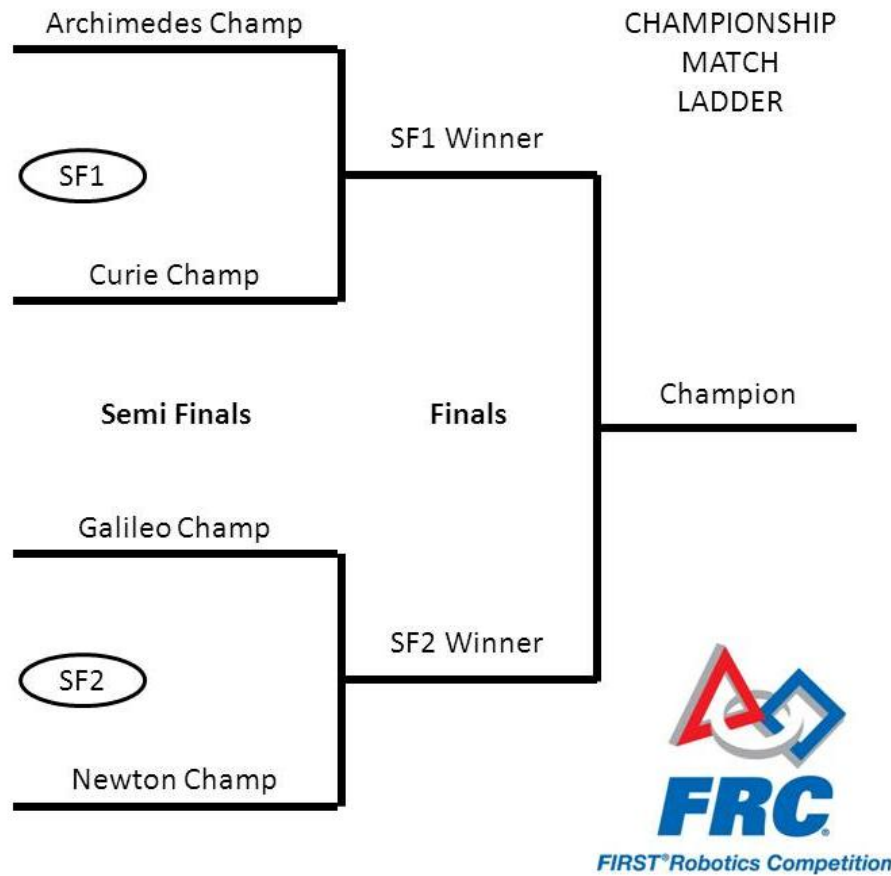 Archimedes Champ
CHAMPIONSHIP
MATCH
LADDER
SF1 Winner
SF1
Curie Champ
Semi Finals
Finals
Champion
Galileo Champ
SF2 Winner
SF2
Newton Champ
FRC
FIRST® Robotics Competition